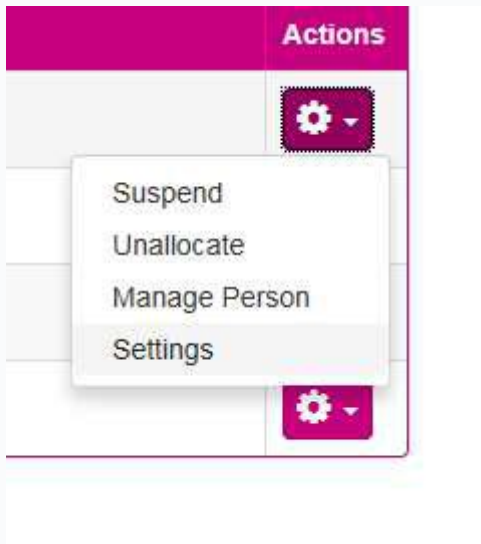 Actions
Suspend
Unallocate
Manage Person
Settings